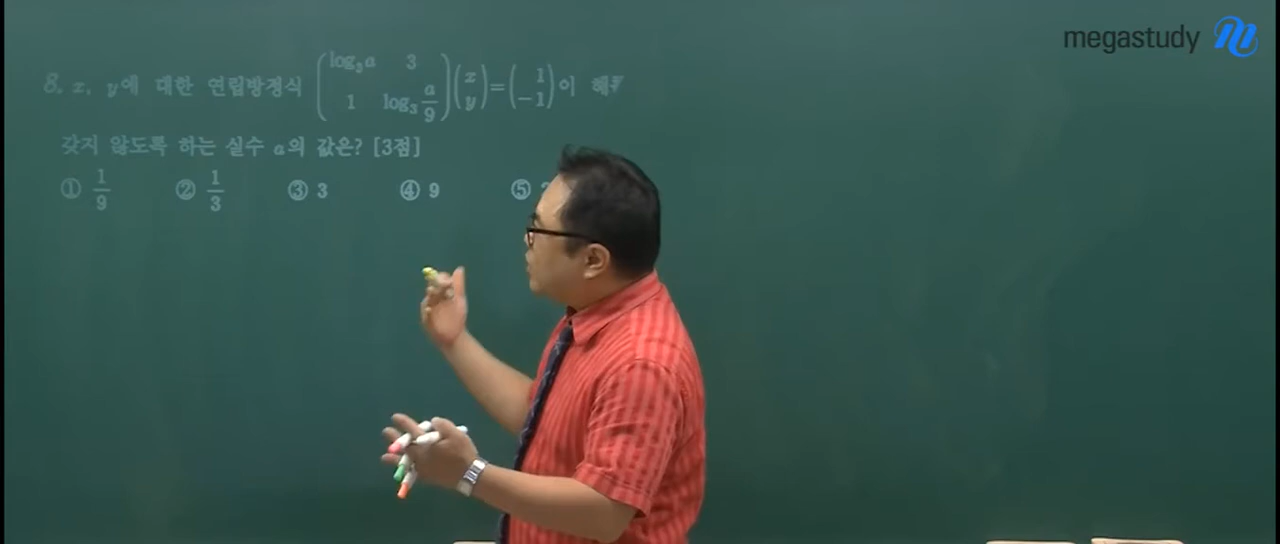 megastudy
8. x, y에 대한 연립방정식 (log₃a 3 1 log₃ a/9)(x y)=(1 -1)이
갖지 않도록 하는 실수 a의 값은? [3점]
① 1/9 ② 1/3 ③ 3 ④ 9 ⑤